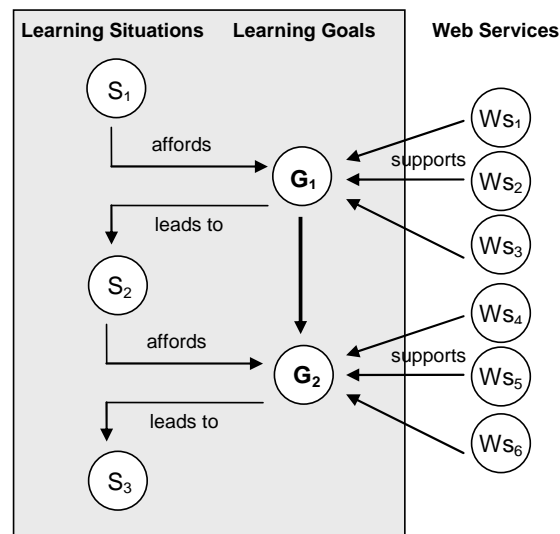 Learning Situations Learning Goals Web Services
S₁
Ws₁
affords
supports
G₁
Ws₂
leads to
Ws₃
S₂
Ws₄
affords
supports
G₂
Ws₅
leads to
Ws₆
S₃